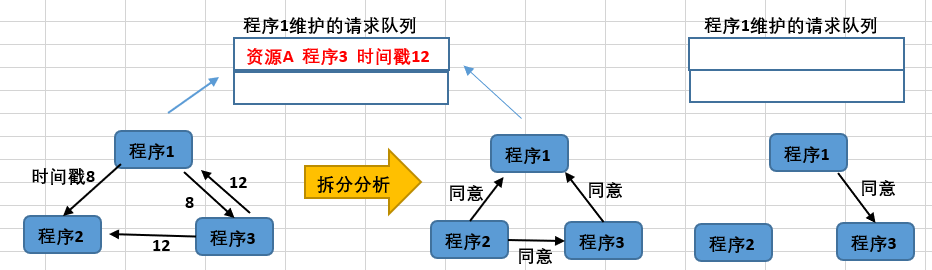 程序1维护的请求队列
程序1维护的请求队列
资源A 程序3 时间戳12
程序1
程序1
程序1
时间戳8
12
8
拆分分析
同意
同意
同意
程序2
程序3
12
程序2
程序3
同意
程序2
程序3